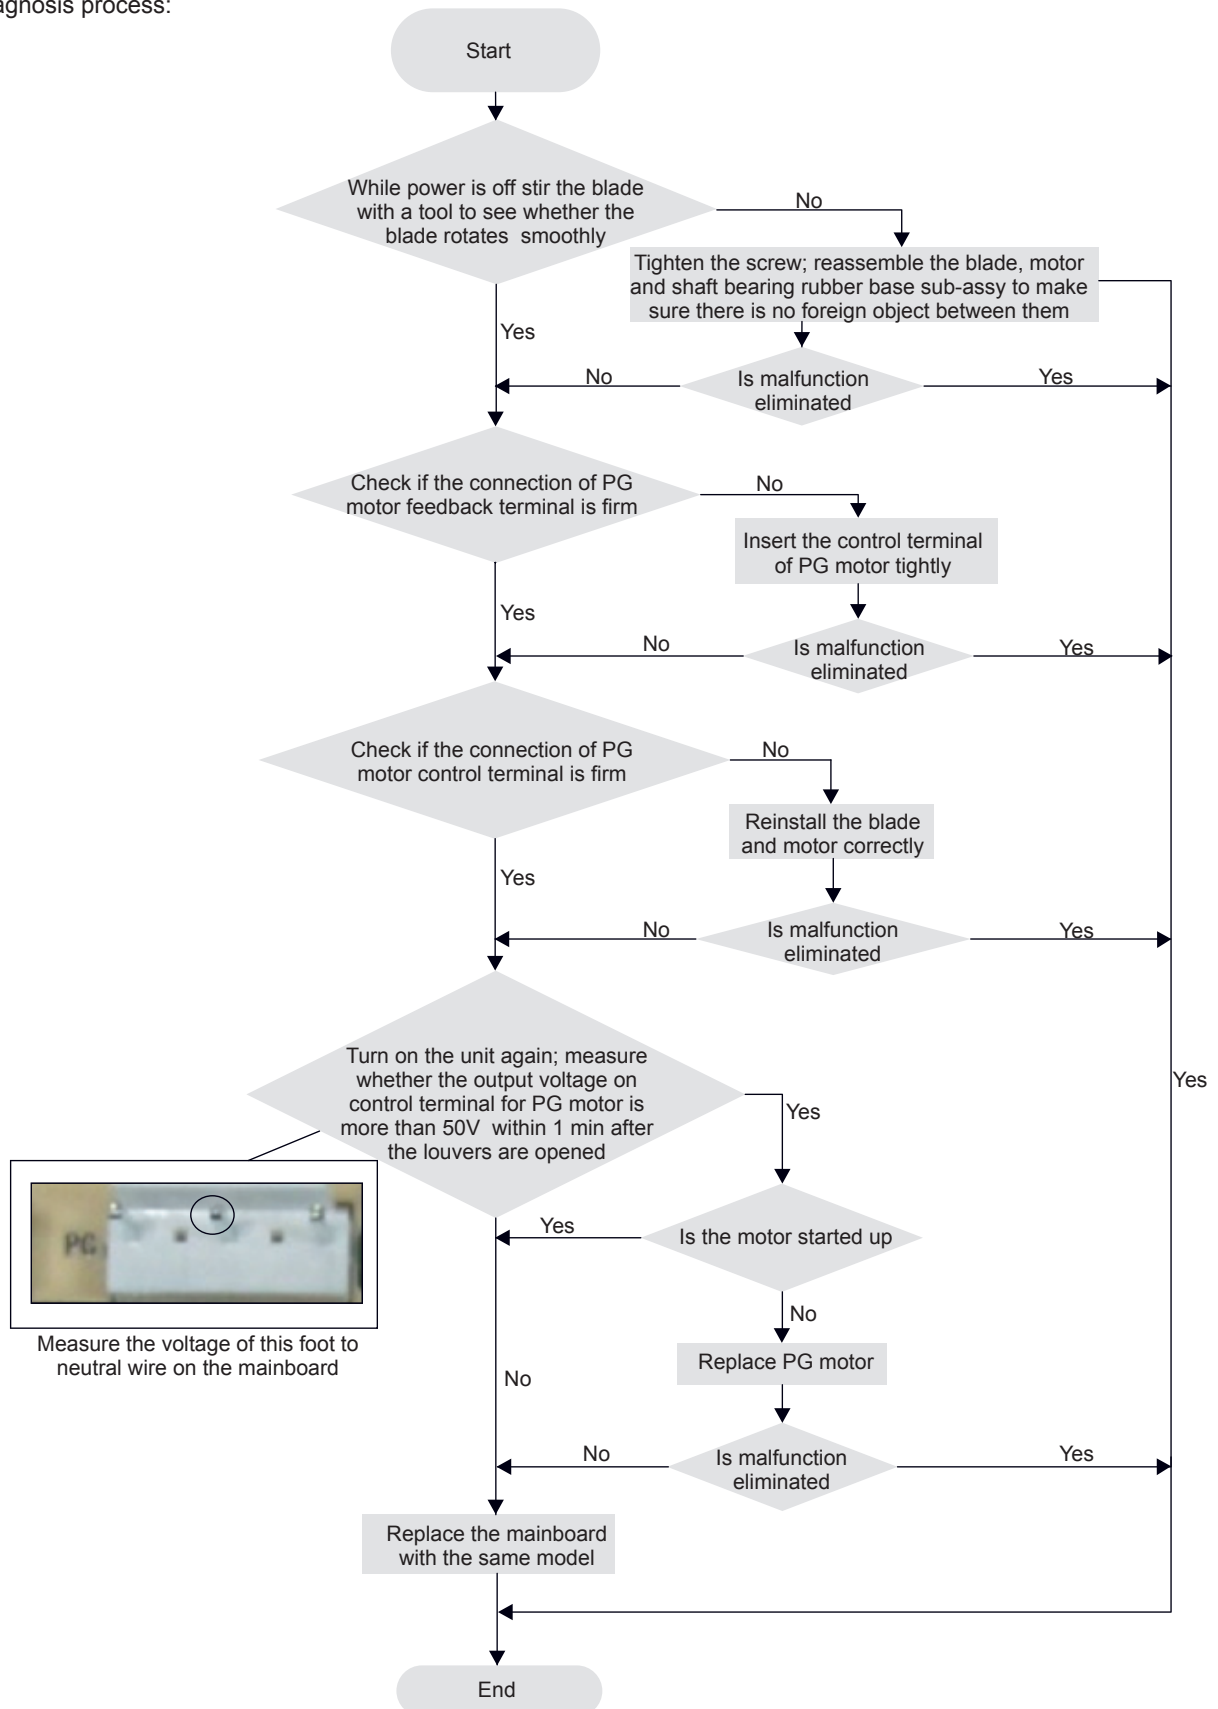 agnosis process:
Start
While power is off stir the blade
with a tool to see whether the
blade rotates smoothly
No
Tighten the screw; reassemble the blade, motor
and shaft bearing rubber base sub-assy to make
sure there is no foreign object between them
Yes
No
Is malfunction
eliminated
Yes
Check if the connection of PG
motor feedback terminal is firm
No
Insert the control terminal
of PG motor tightly
Yes
No
Is malfunction
eliminated
Yes
Check if the connection of PG
motor control terminal is firm
No
Reinstall the blade
and motor correctly
Yes
No
Is malfunction
eliminated
Yes
Turn on the unit again; measure
whether the output voltage on
control terminal for PG motor is
more than 50V within 1 min after
the louvers are opened
Yes
Yes
PG
Measure the voltage of this foot to
neutral wire on the mainboard
Yes
Is the motor started up
No
Replace PG motor
No
No
Is malfunction
eliminated
Yes
Replace the mainboard
with the same model
End